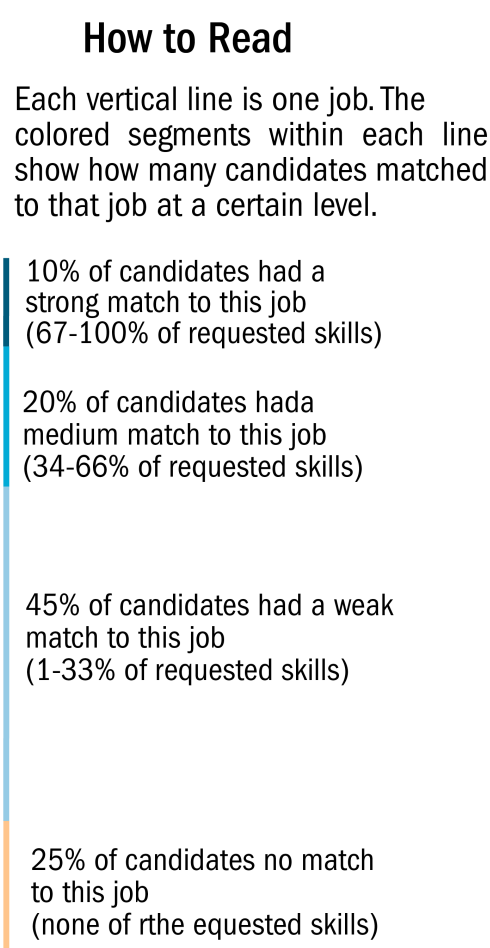 How to Read
Each vertical line is one job. The
colored segments within each line
show how many candidates matched
to that job at a certain level.
10% of candidates had a
strong match to this job
(67-100% of requested skills)
20% of candidates hada
medium match to this job
(34-66% of requested skills)
45% of candidates had a weak
match to this job
(1-33% of requested skills)
25% of candidates no match
to this job
(none of rthe equested skills)